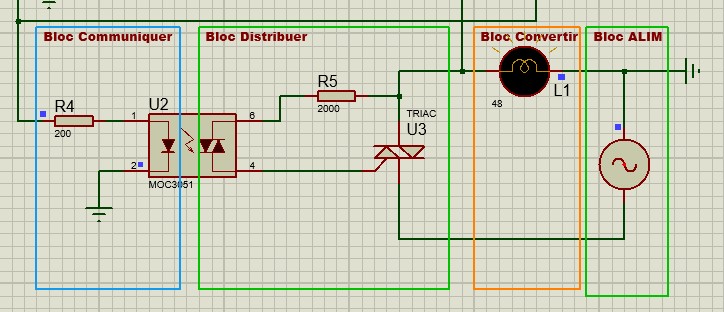 Bloc Communiquer
Bloc Distribuer
Bloc Convertir
Bloc ALIM
R4
200
U2
1
2
6
4
MOC3051
R5
2000
TRIAC
U3
48
L1